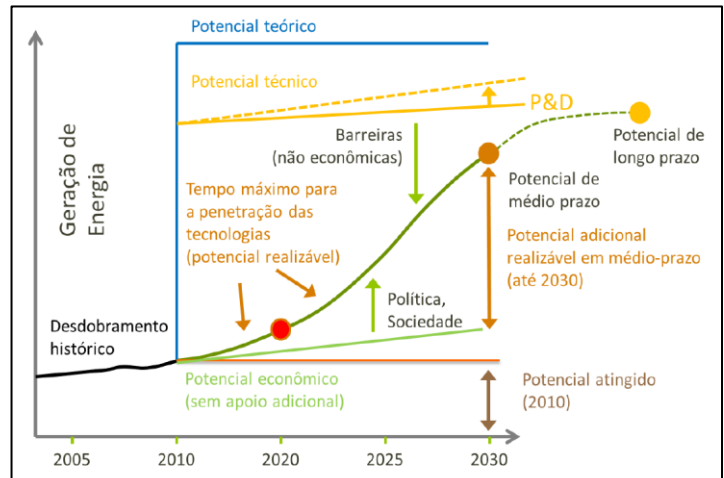 Potencial teórico
Potencial técnico
P&D
Barreiras
(não econômicas)
Potencial de
longo prazo
Geração de
Energia
Tempo máximo para
a penetração das
tecnologias
(potencial realizável)
Potencial de
médio prazo
Potencial adicional
realizável em médio-prazo
(até 2030)
Política,
Sociedade
Desdobramento
histórico
Potencial econômico
(sem apoio adicional)
Potencial atingido
(2010)
2005
2010
2020
2025
2030